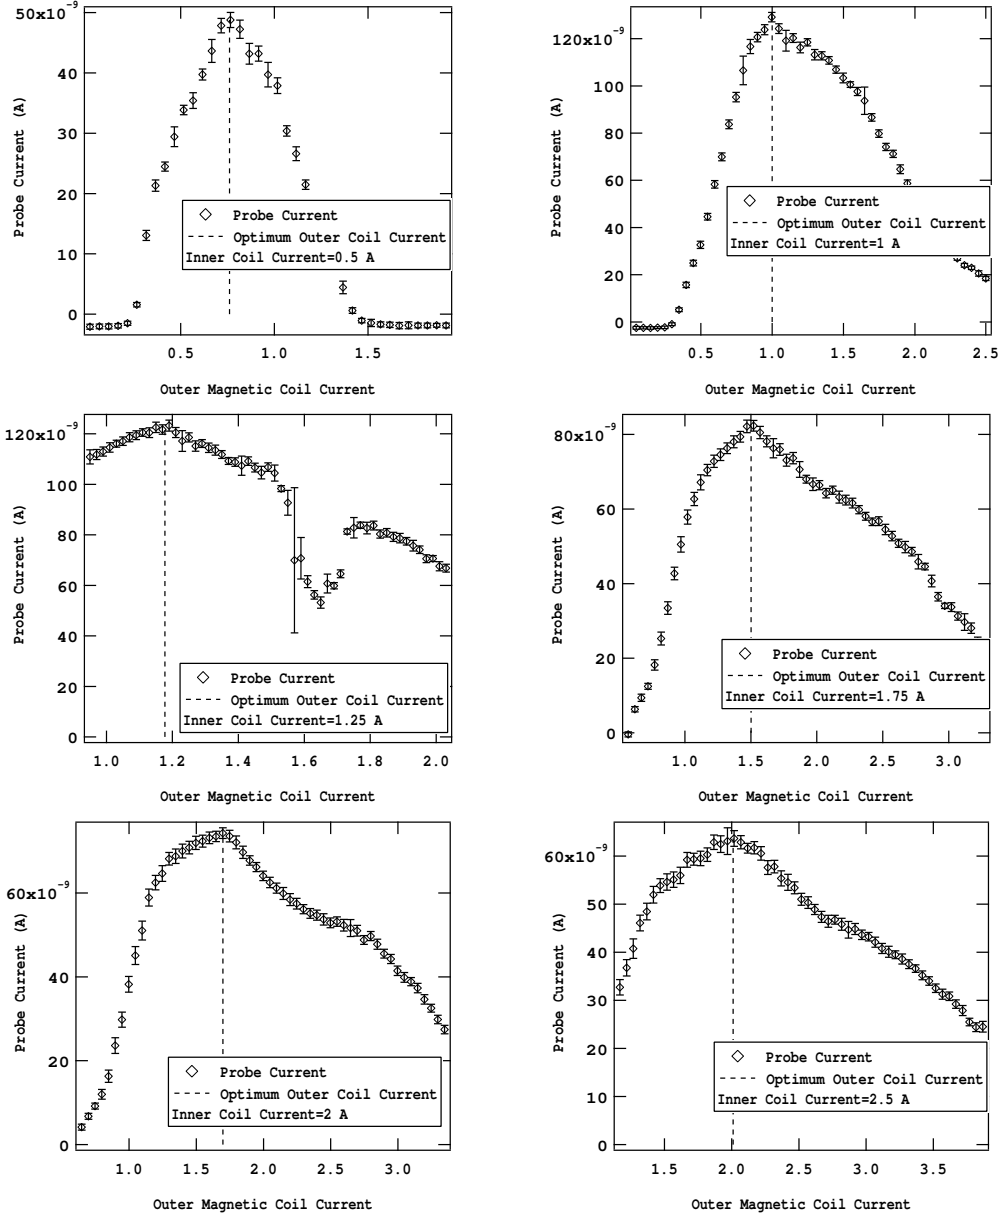 50x10-9
40
30
20
10
0
Probe Current (A)
Probe Current
Optimum Outer Coil Current
Inner Coil Current=0.5 A
0.5
1.0
1.5
Outer Magnetic Coil Current
120x10-9
100
80
60
40
20
0
Probe Current (A)
Probe Current
Optimum Outer Coil Current
Inner Coil Current=1 A
0.5
1.0
1.5
2.0
2.5
Outer Magnetic Coil Current
120x10-9
100
80
60
40
20
0
Probe Current (A)
Probe Current
Optimum Outer Coil Current
Inner Coil Current=1.25 A
1.0
1.2
1.4
1.6
1.8
2.0
Outer Magnetic Coil Current
80x10-9
60
40
20
0
Probe Current (A)
Probe Current
Optimum Outer Coil Current
Inner Coil Current=1.75 A
1.0
1.5
2.0
2.5
3.0
Outer Magnetic Coil Current
60x10-9
40
20
0
Probe Current (A)
Probe Current
Optimum Outer Coil Current
Inner Coil Current=2 A
1.0
1.5
2.0
2.5
3.0
Outer Magnetic Coil Current
60x10-9
50
40
30
20
10
0
Probe Current (A)
Probe Current
Optimum Outer Coil Current
Inner Coil Current=2.5 A
1.5
2.0
2.5
3.0
3.5
Outer Magnetic Coil Current